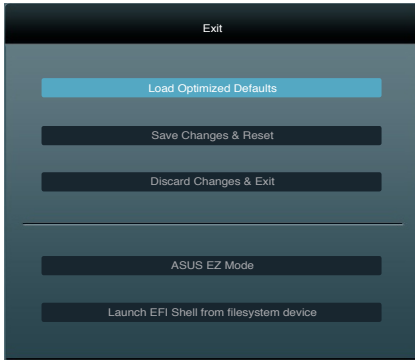 Exit
Load Optimized Defaults
Save Changes & Reset
Discard Changes & Exit
ASUS EZ Mode
Launch EFI Shell from filesystem device